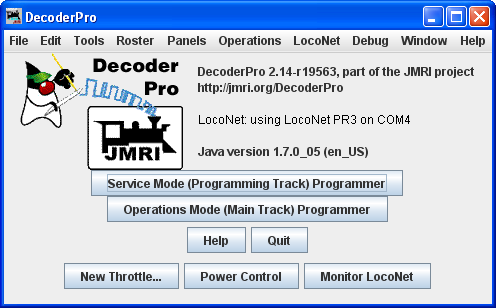 DecoderPro
File Edit Tools Roster Panels Operations LocoNet Debug Window Help
Decoder
Pro
JMRI
DecoderPro 2.14-r19563, part of the JMRI project
http://jmri.org/DecoderPro
LocoNet: using LocoNet PR3 on COM4
Java version 1.7.0_05 (en_US)
Service Mode (Programming Track) Programmer
Operations Mode (Main Track) Programmer
Help Quit
New Throttle... Power Control Monitor LocoNet